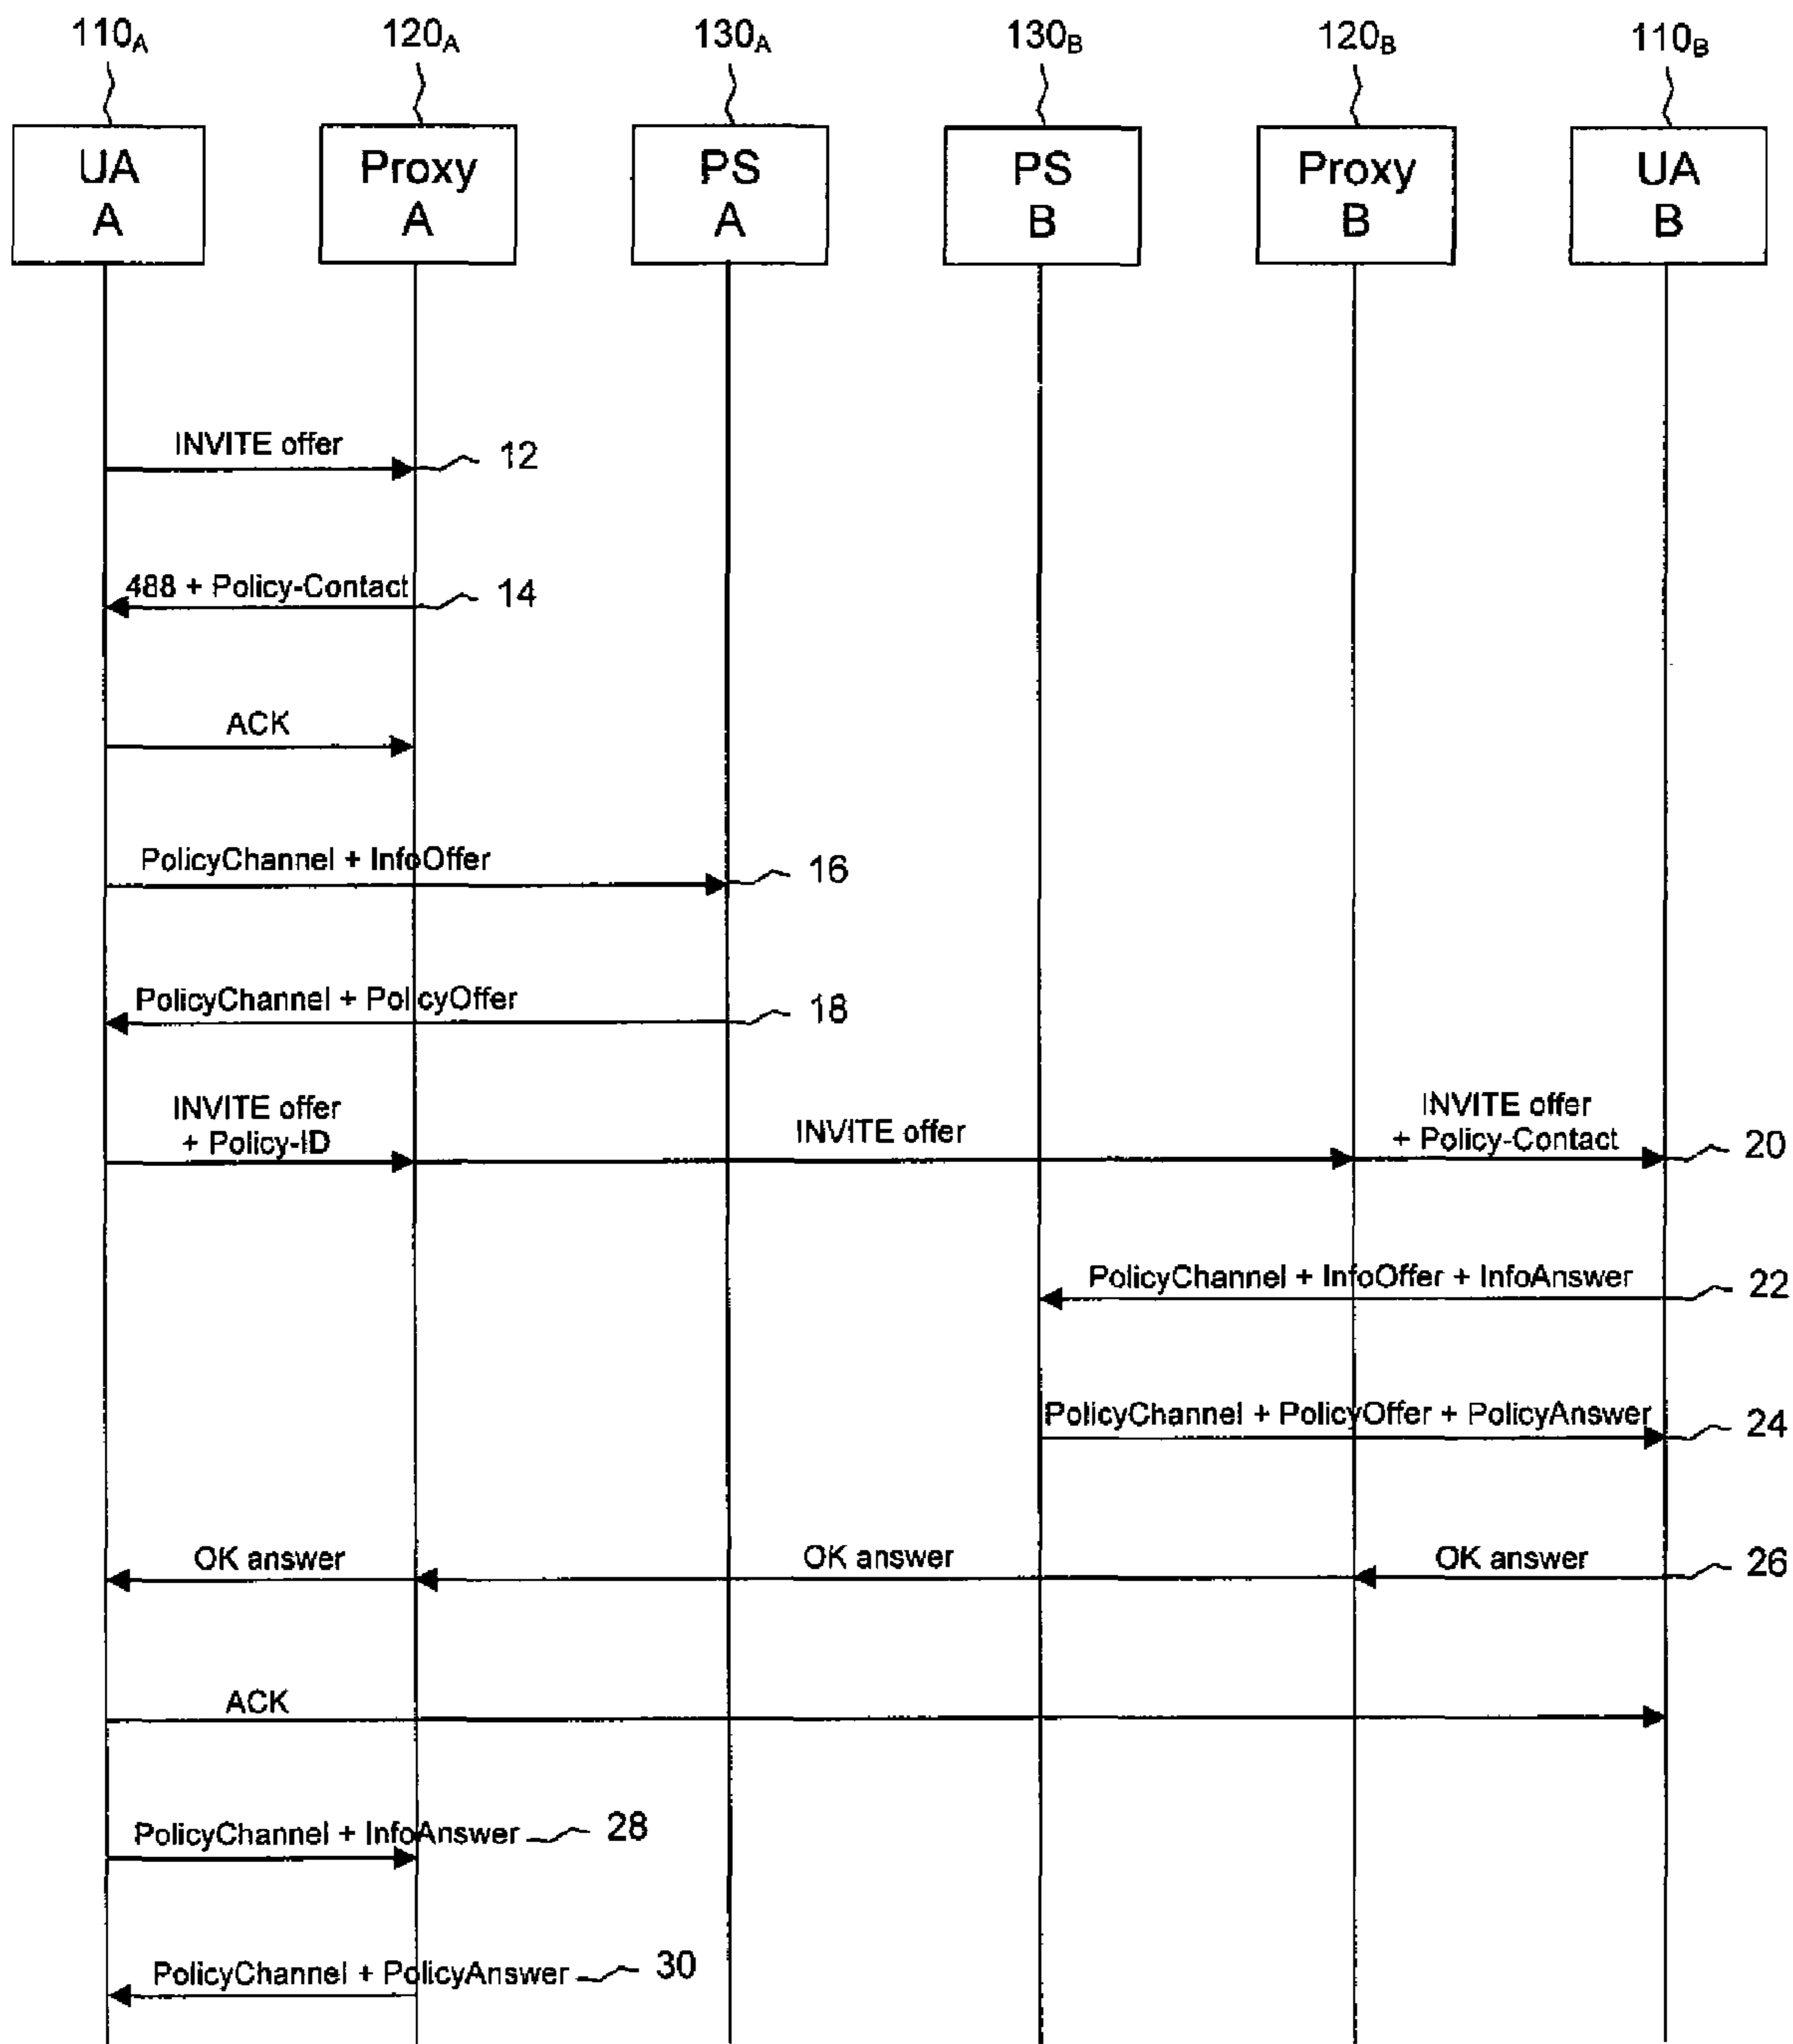 110A 120A 130A 130B 120B 110B
UA Proxy PS PS Proxy UA
A A A B B B
INVITE offer 12
488 + Policy-Contact 14
ACK
PolicyChannel + InfoOffer 16
PolicyChannel + PolicyOffer 18
INVITE offer
+ Policy-ID
INVITE offer
INVITE offer
+ Policy-Contact
20
PolicyChannel + InfoOffer + InfoAnswer 22
PolicyChannel + PolicyOffer + PolicyAnswer 24
OK answer OK answer OK answer 26
ACK
PolicyChannel + InfoAnswer 28
PolicyChannel + PolicyAnswer 30